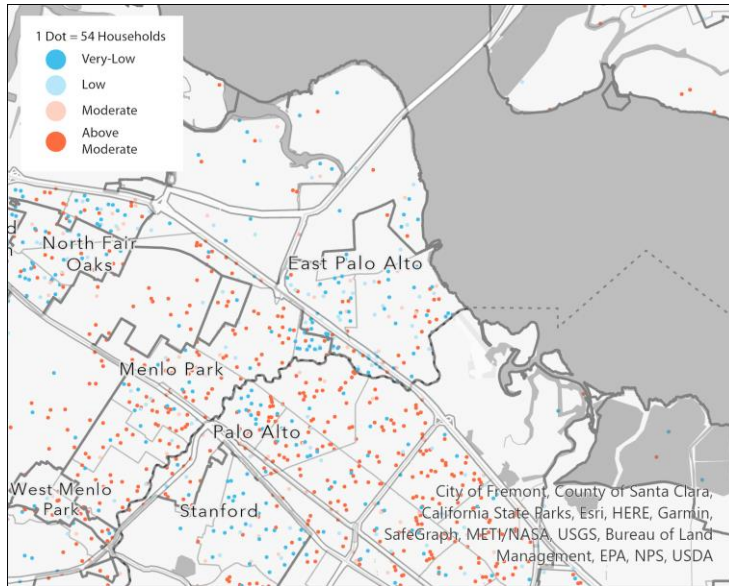 1 Dot = 54 Households
Very-Low
Low
Moderate
Above
Moderate
North Fair
Oaks
East Palo Alto
Menlo Park
Palo Alto
West Menlo
Park
Stanford
City of Fremont, County of Santa Clara,
California State Parks, Esri, HERE, Garmin,
SafeGraph, METI/NASA, USGS, Bureau of Land
Management, EPA, NPS, USDA